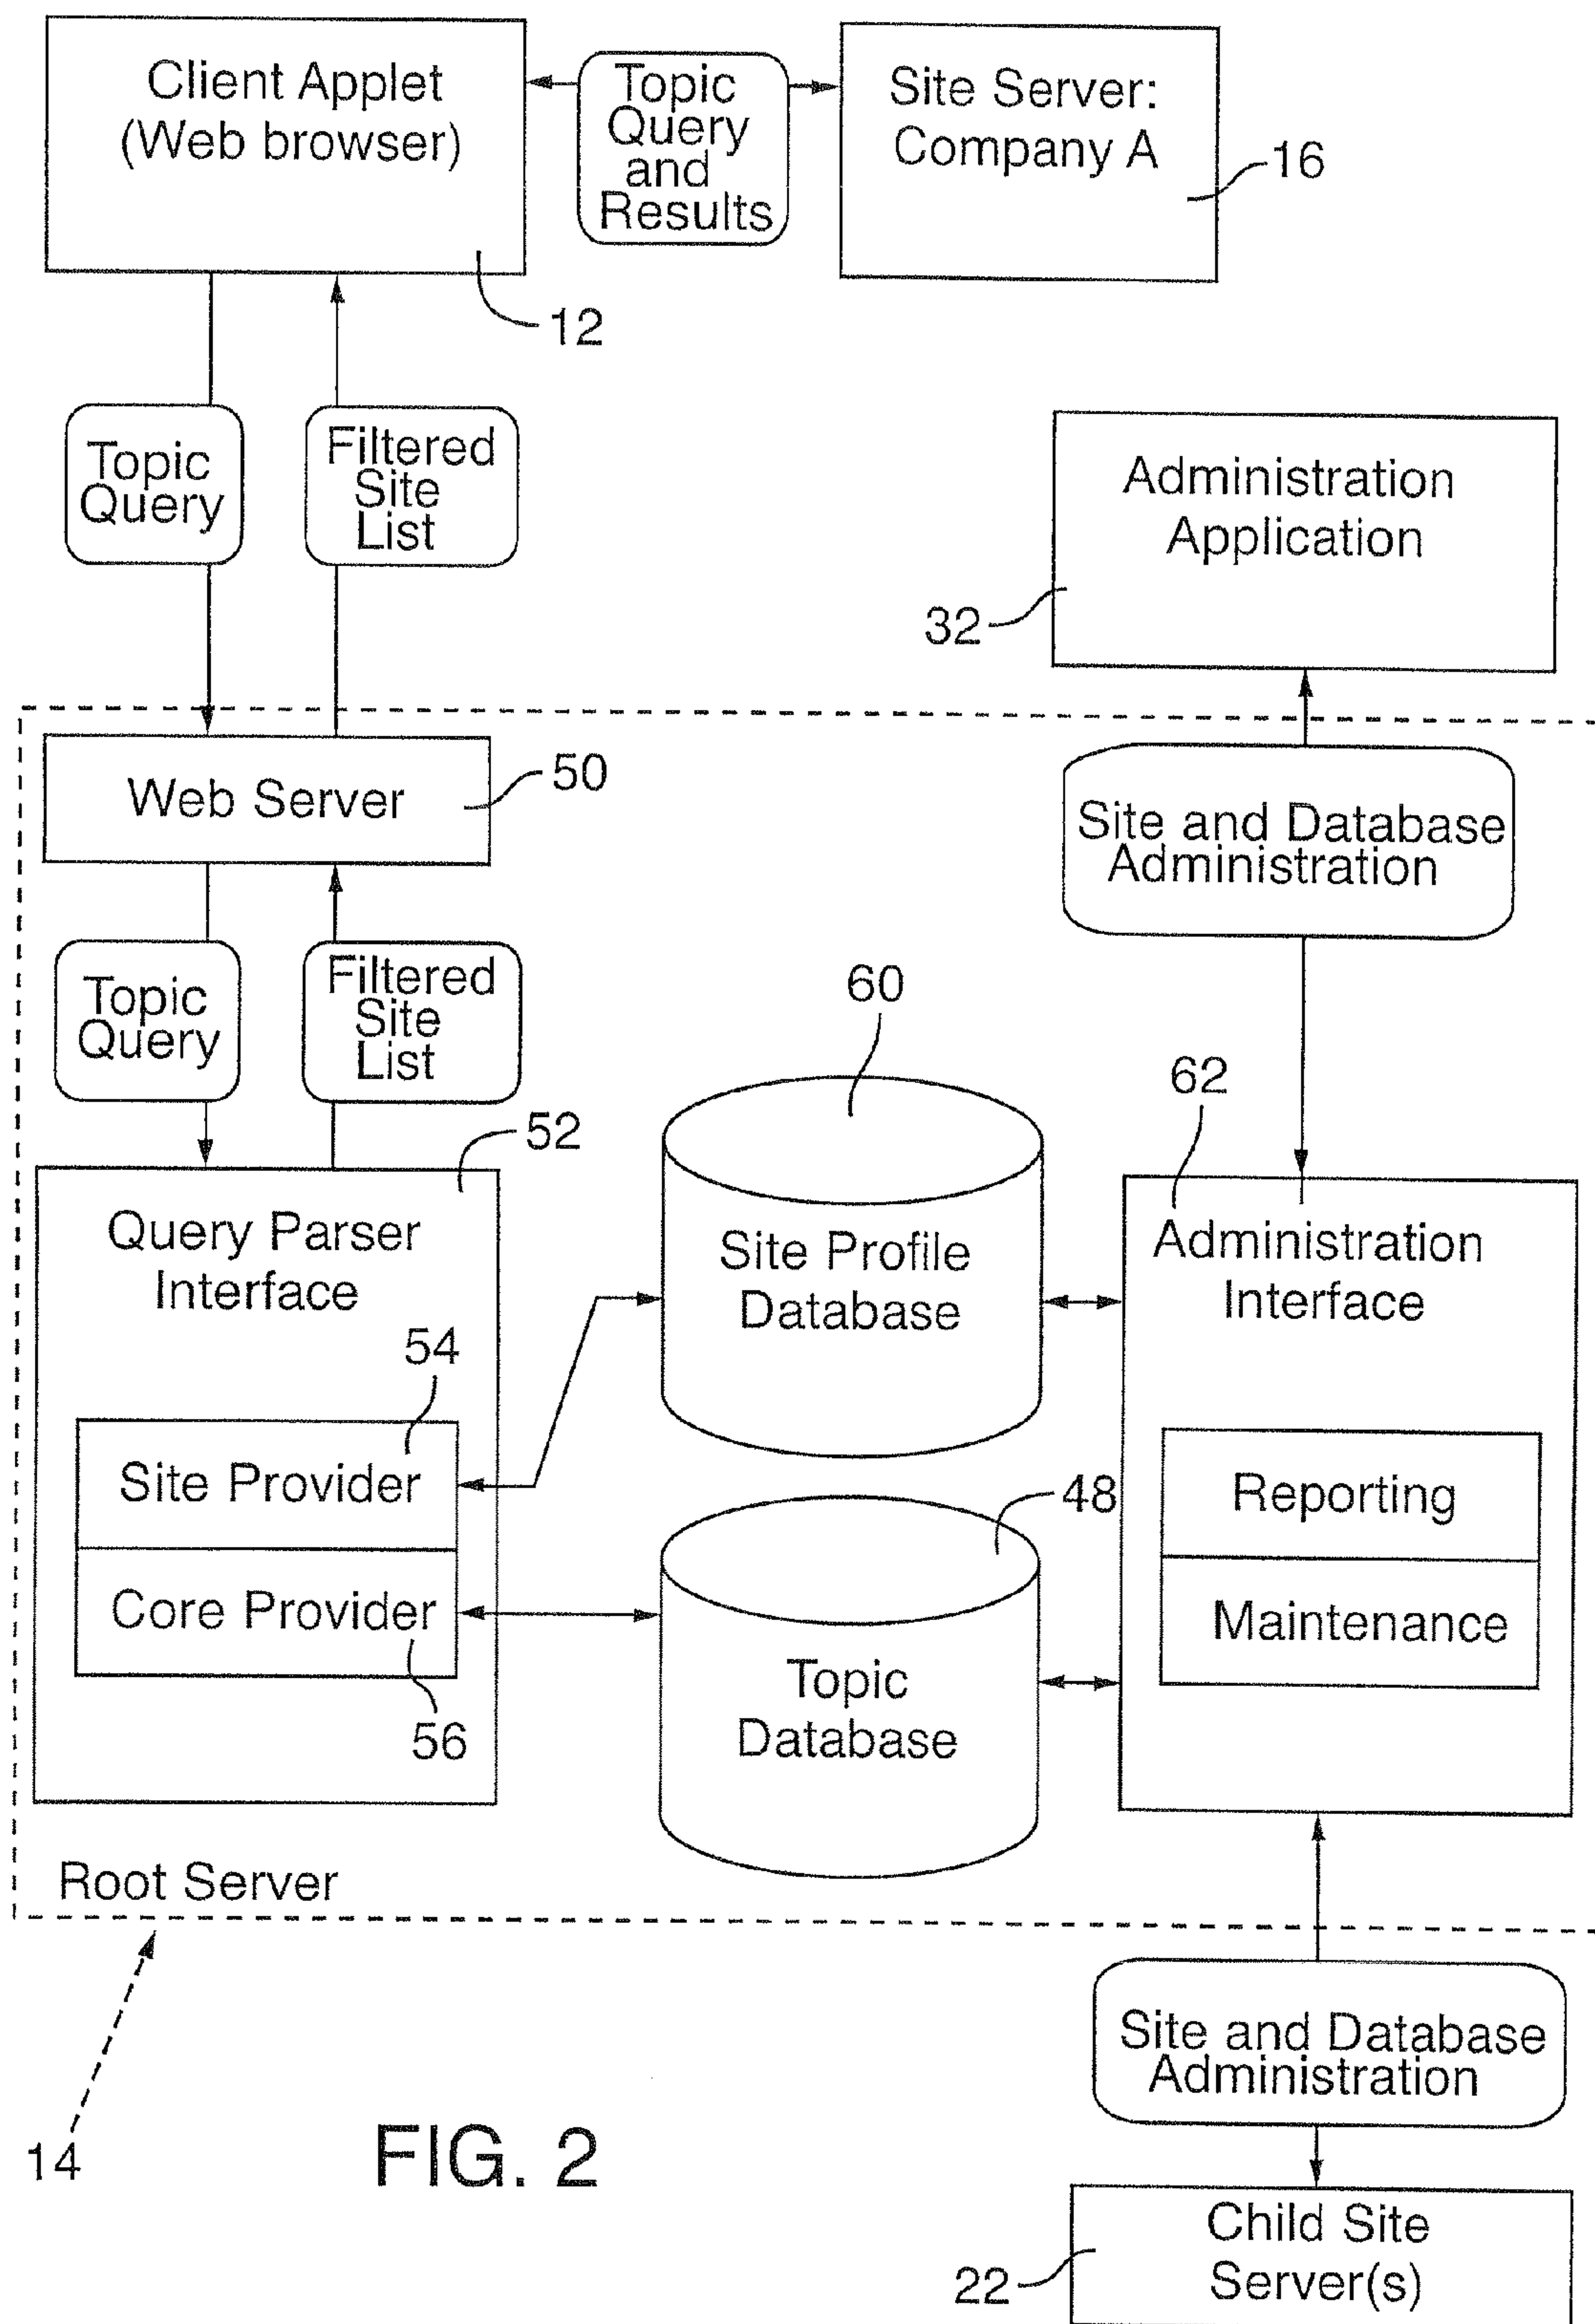 Client Applet
(Web browser)
Topic
Query
and
Results
Site Server:
Company A
16
12
Topic
Query
Filtered
Site
List
Administration
Application
32
Web Server
50
Site and Database
Administration
Topic
Query
Filtered
Site
List
60
62
52
Query Parser
Interface
Site Profile
Database
Administration
Interface
54
Site Provider
48
Reporting
Core Provider
Maintenance
56
Topic
Database
Root Server
Site and Database
Administration
14
FIG. 2
Child Site
Server(s)
22